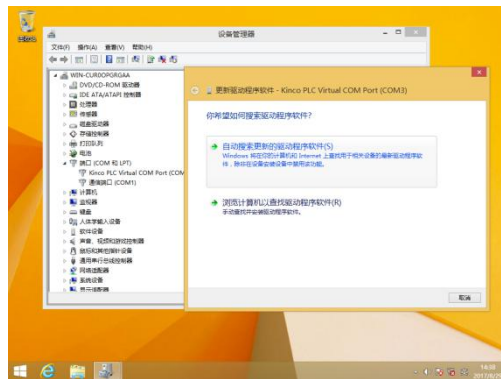 回收站
设备管理器
文件(F) 操作(A) 查看(V) 帮助(H)
WIN-CUR0OPGRGAA
DVD/CD-ROM 驱动器
IDE ATA/ATAPI 控制器
处理器
传感器
磁盘驱动器
存储控制器
打印队列
电池
端口 (COM 和 LPT)
Kinco PLC Virtual COM Port (COM
通信端口 (COM1)
计算机
监视器
键盘
人体学输入设备
软件设备
声音、视频和游戏控制器
鼠标和其他指针设备
通用串行总线控制器
网络适配器
系统设备
显示适配器
更新驱动程序软件 - Kinco PLC Virtual COM Port (COM3)
你希望如何搜索驱动程序软件?
自动搜索更新的驱动程序软件(S)
Windows 将在你的计算机和 Internet 上查找用于相关设备的最新驱动程序软
件，除非在设备安装设置中禁用该功能。
浏览计算机以查找驱动程序软件(R)
手动查找并安装驱动程序软件。
取消
14:33